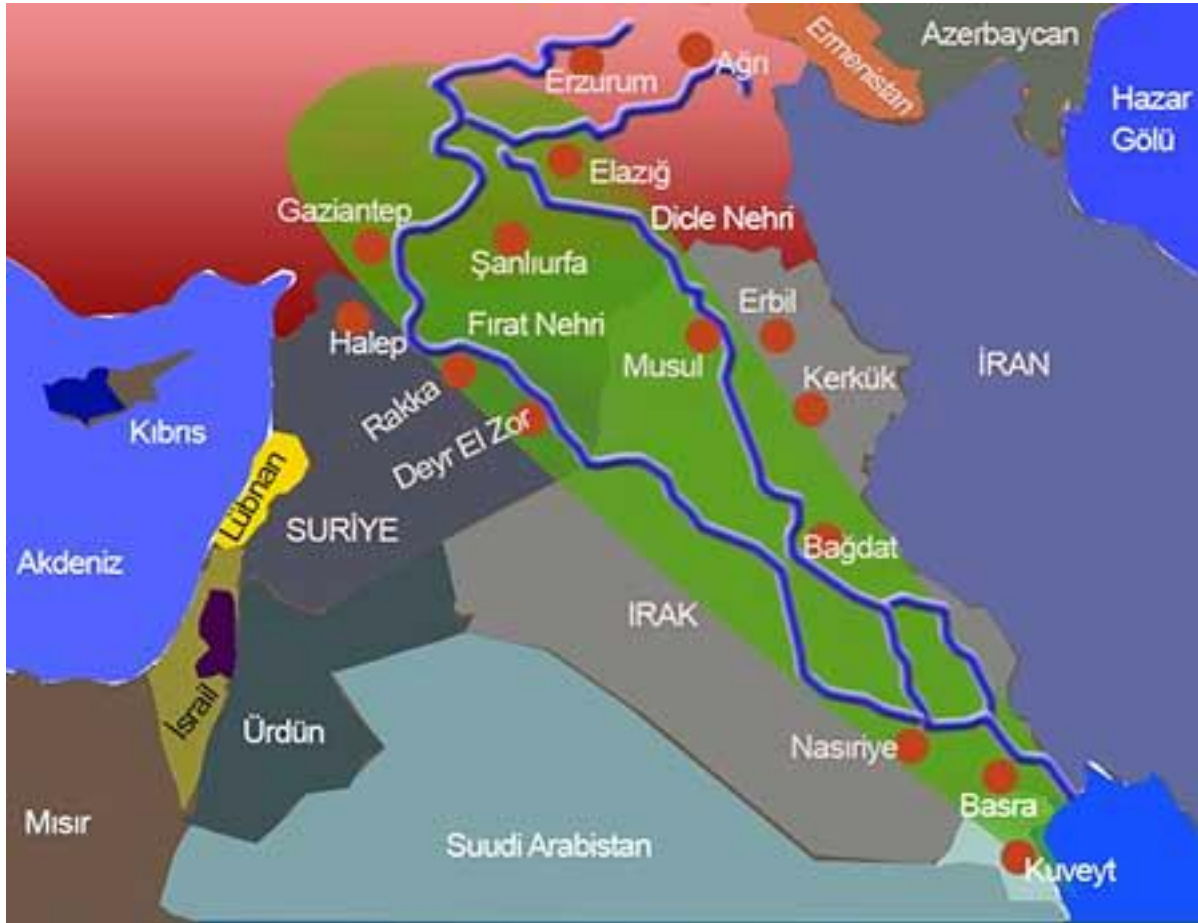 Azerbaycan
Ermenistan
Hazar
Gölü
Erzurum
Ağrı
Elazığ
Gaziantep
Dicle Nehri
Şanlıurfa
Erbil
Halep
Fırat Nehri
Musul
İRAN
Kerkük
Rakka
Kıbrıs
Deyr El Zor
Lübnan
SURİYE
Akdeniz
Bağdat
IRAK
İsrail
Ürdün
Nasıriye
Basra
Mısır
Suudi Arabistan
Kuveyt